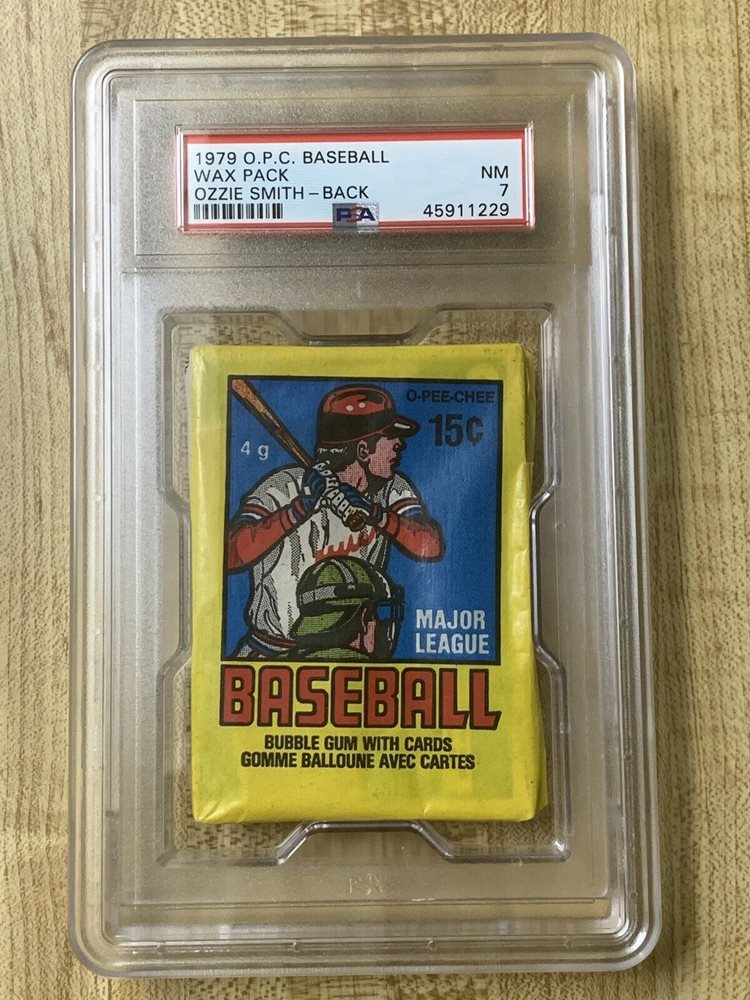 1979 O.P.C. BASEBALL
WAX PACK NM
OZZIE SMITH – BACK 7
PSA 45911229
O-PEE-CHEE
15¢
4 g
MAJOR
LEAGUE
BASEBALL
BUBBLE GUM WITH CARDS
GOMME BALLOUNE AVEC CARTES
PSA